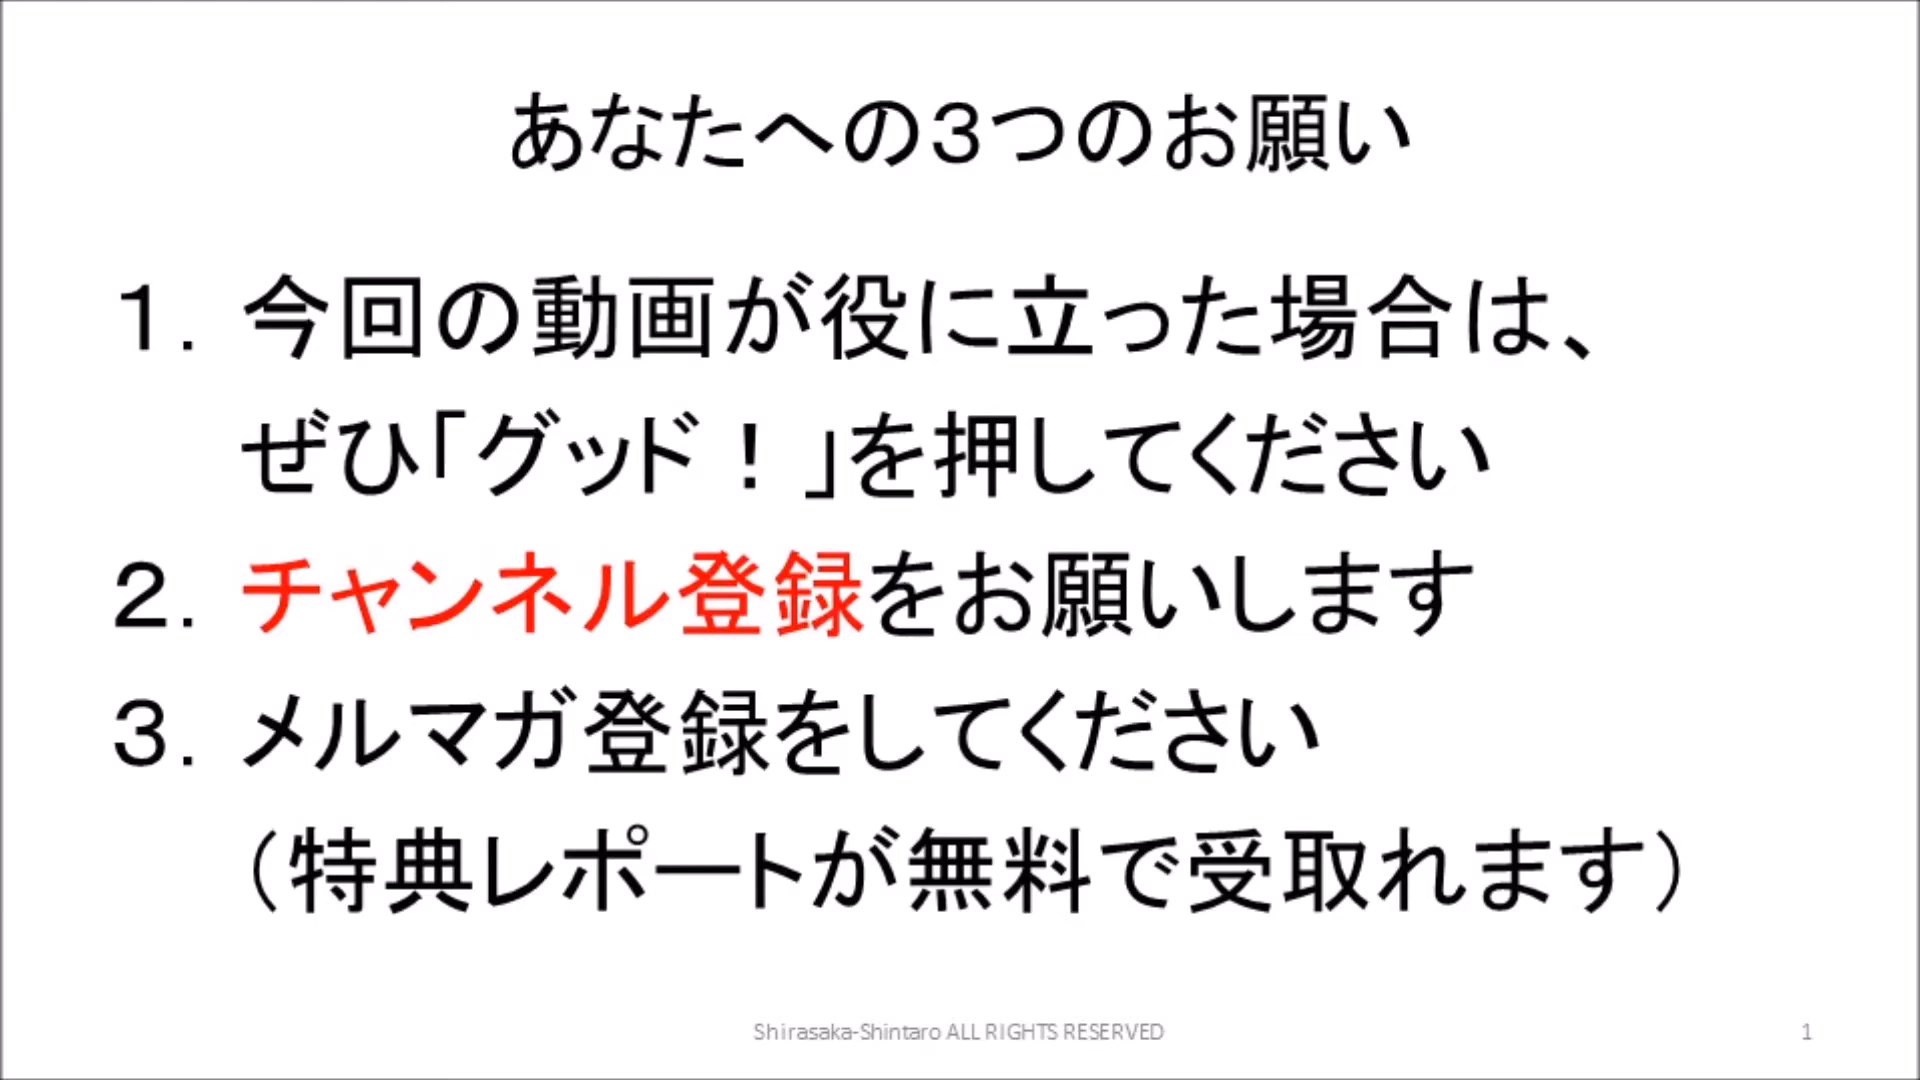 あなたへの３つのお願い
１．今回の動画が役に立った場合は、
ぜひ「グッド！」を押してください
２．チャンネル登録をお願いします
３．メルマガ登録をしてください
（特典レポートが無料で受取れます）
Shirasaka-Shintaro ALL RIGHTS RESERVED
1